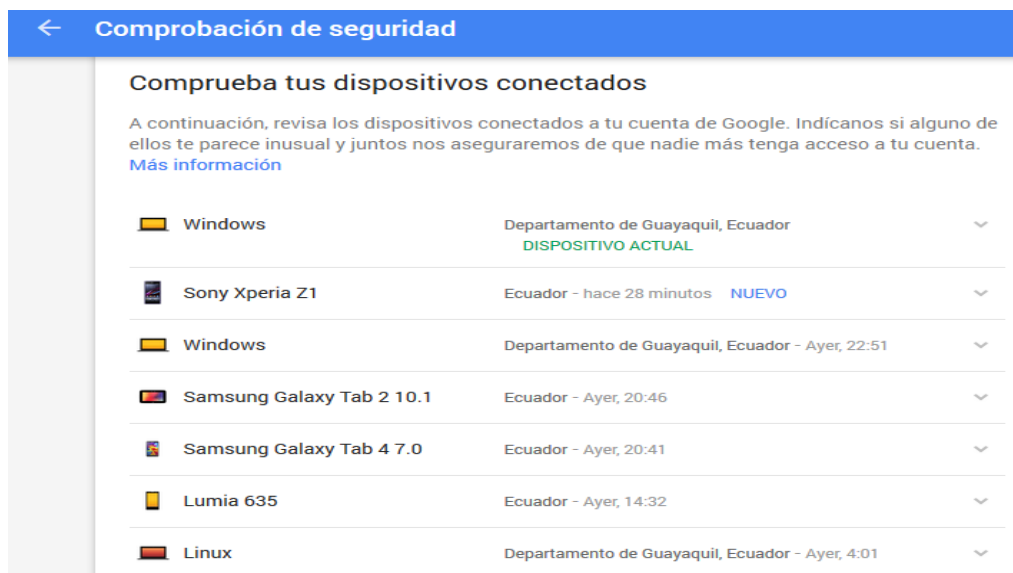 Comprobación de seguridad
Comprueba tus dispositivos conectados
A continuación, revisa los dispositivos conectados a tu cuenta de Google. Indícanos si alguno de
ellos te parece inusual y juntos nos aseguraremos de que nadie más tenga acceso a tu cuenta.
Más información
Windows Departamento de Guayaquil, Ecuador
DISPOSITIVO ACTUAL
Sony Xperia Z1 Ecuador - hace 28 minutos NUEVO
Windows Departamento de Guayaquil, Ecuador - Ayer, 22:51
Samsung Galaxy Tab 2 10.1 Ecuador - Ayer, 20:46
Samsung Galaxy Tab 4 7.0 Ecuador - Ayer, 20:41
Lumia 635 Ecuador - Ayer, 14:32
Linux Departamento de Guayaquil, Ecuador - Ayer, 4:01